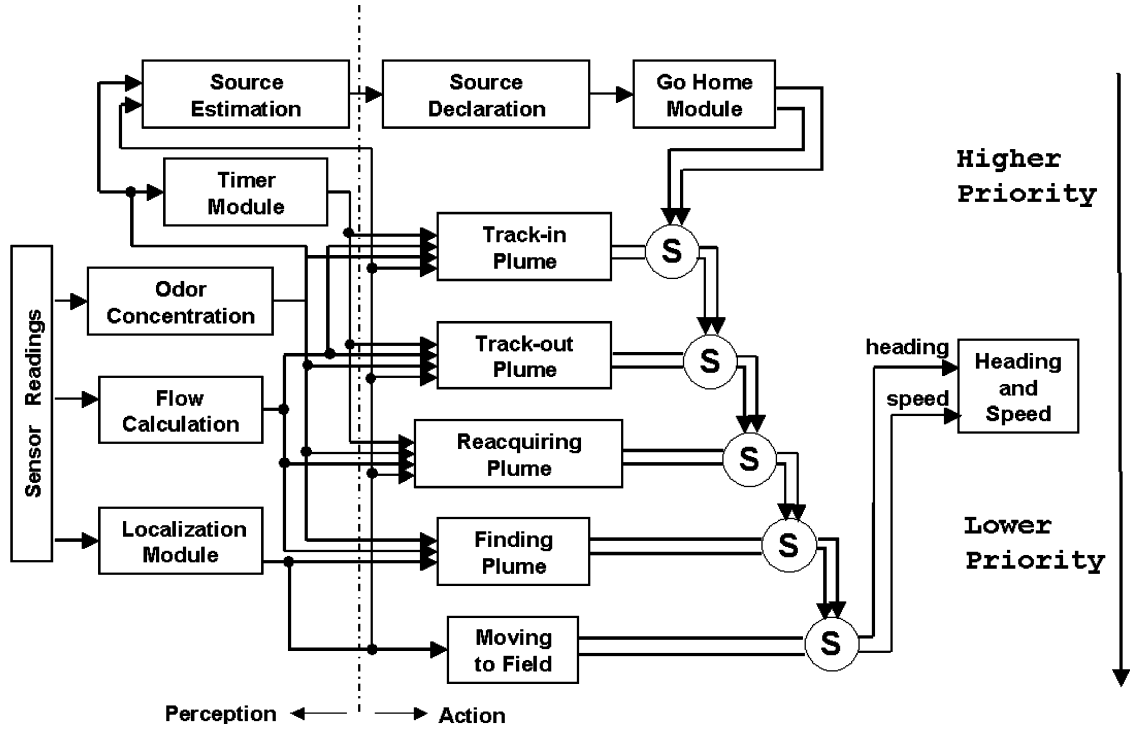 Source
Estimation
Source
Declaration
Go Home
Module
Higher
Priority
Timer
Module
Track-in
Plume
S
Sensor Readings
Odor
Concentration
Track-out
Plume
S
heading
Heading
and
Speed
speed
Flow
Calculation
Reacquiring
Plume
S
Localization
Module
Finding
Plume
S
Lower
Priority
Moving
to Field
S
Perception
Action